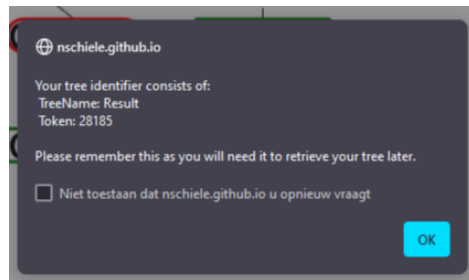 nschiele.github.io
Your tree identifier consists of:
TreeName: Result
Token: 28185
Please remember this as you will need it to retrieve your tree later.
Niet toestaan dat nschiele.github.io u opnieuw vraagt
OK